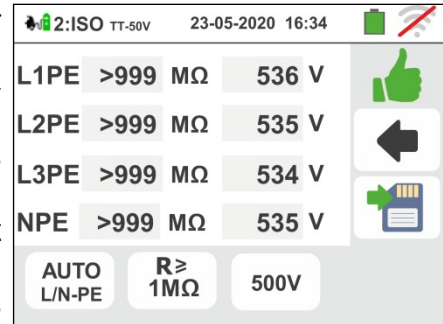 2:ISO TT-50V 23-05-2020 16:34
L1PE >999 MΩ 536 V
L2PE >999 MΩ 535 V
L3PE >999 MΩ 534 V
NPE >999 MΩ 535 V
AUTO L/N-PE R≥ 1MΩ 500V